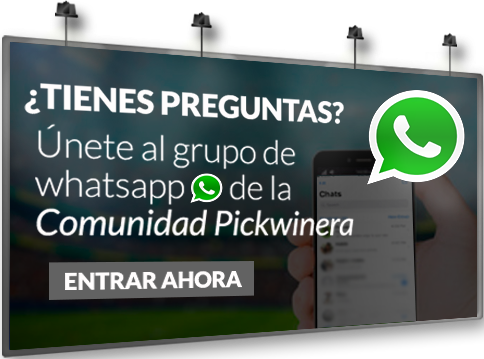 ¿TIENES PREGUNTAS?
Únete al grupo de
whatsapp de la
Comunidad Pickwinera
ENTRAR AHORA
Chats